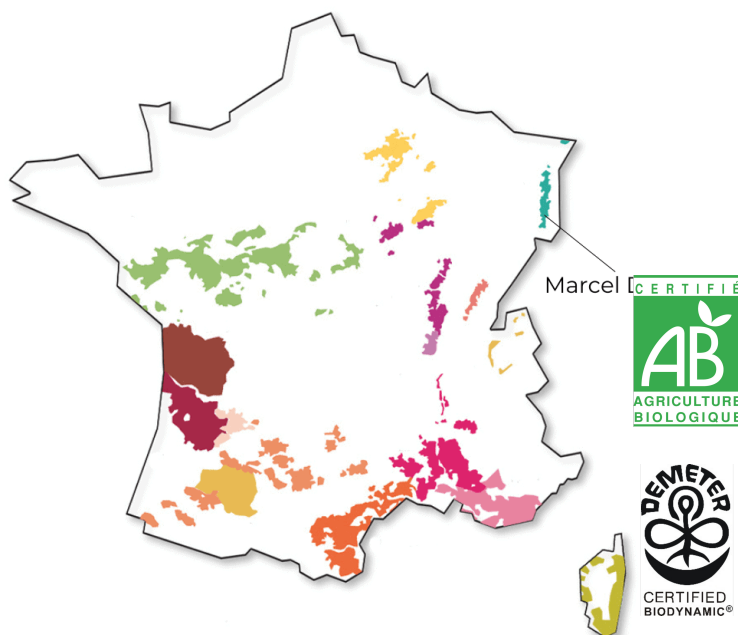 Marcel
CERTIFIÉ
AB
AGRICULTURE
BIOLOGIQUE
DEMETER
CERTIFIED
BIODYNAMIC®